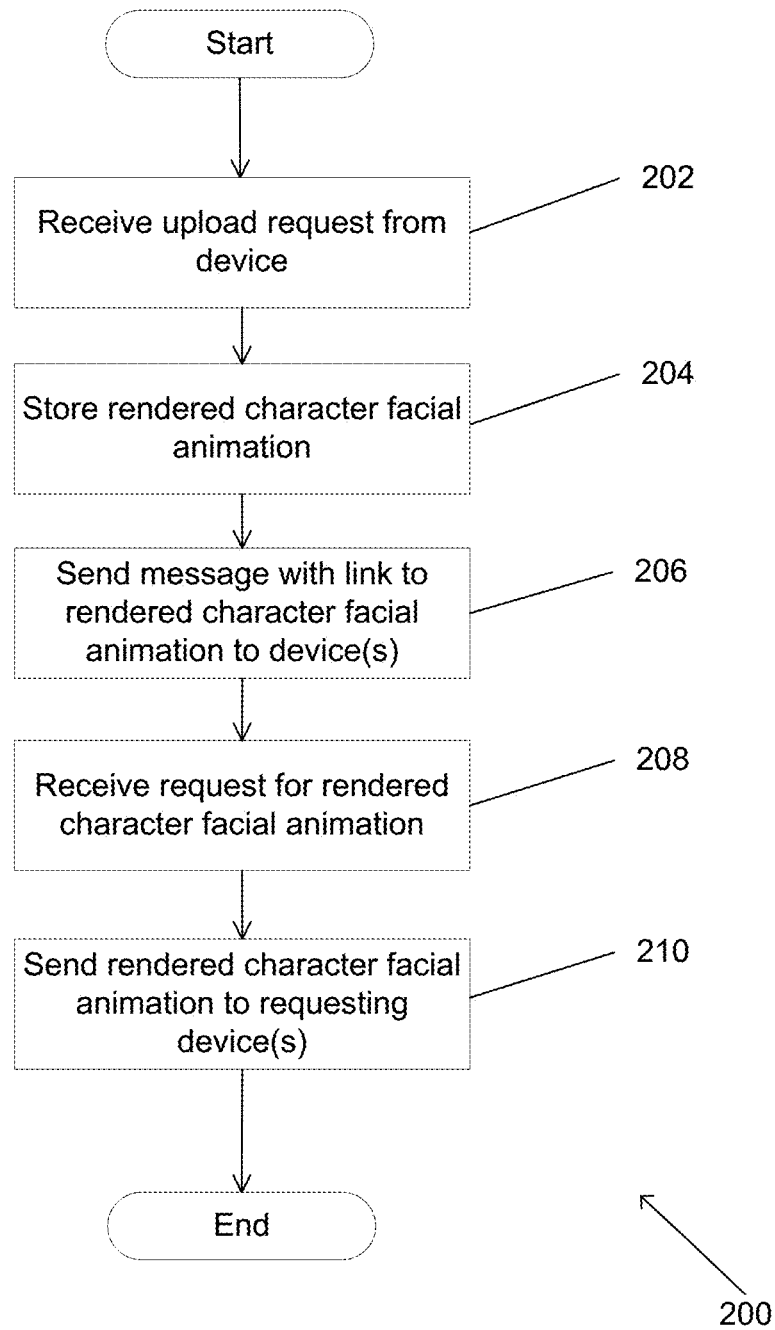 Start
202
Receive upload request from
device
204
Store rendered character facial
animation
206
Send message with link to
rendered character facial
animation to device(s)
208
Receive request for rendered
character facial animation
210
Send rendered character facial
animation to requesting
device(s)
End
200